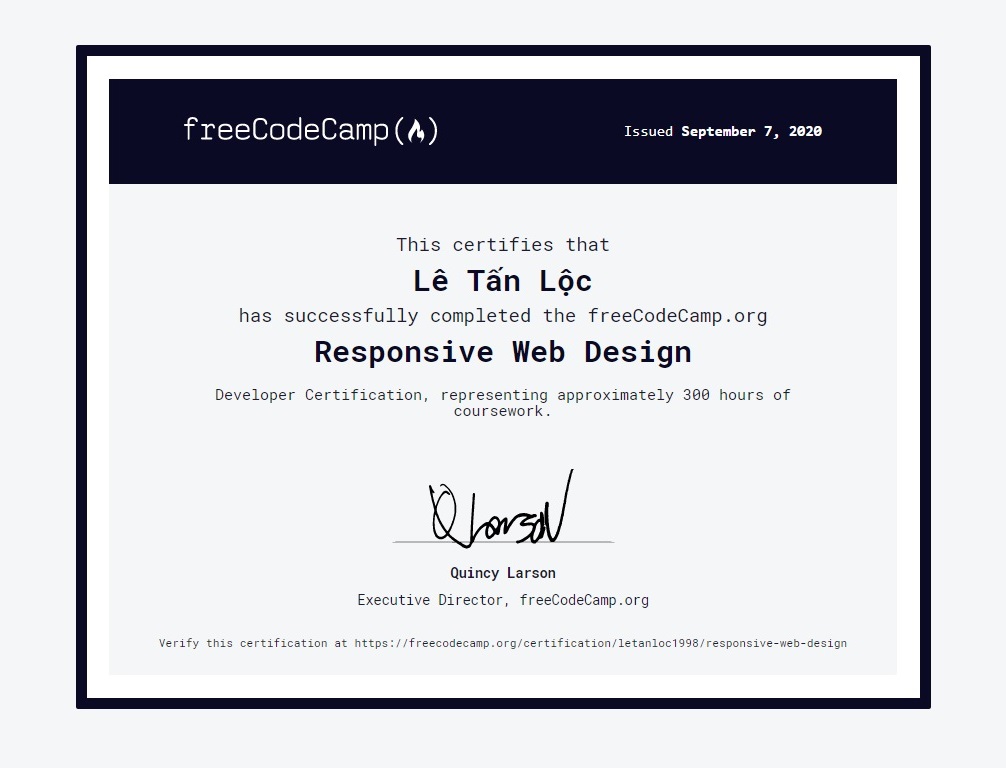 freeCodeCamp(🔥)
Issued September 7, 2020
This certifies that
Lê Tấn Lộc
has successfully completed the freeCodeCamp.org
Responsive Web Design
Developer Certification, representing approximately 300 hours of
coursework.
Q Larson
Quincy Larson
Executive Director, freeCodeCamp.org
Verify this certification at https://freecodecamp.org/certification/letanloc1998/responsive-web-design